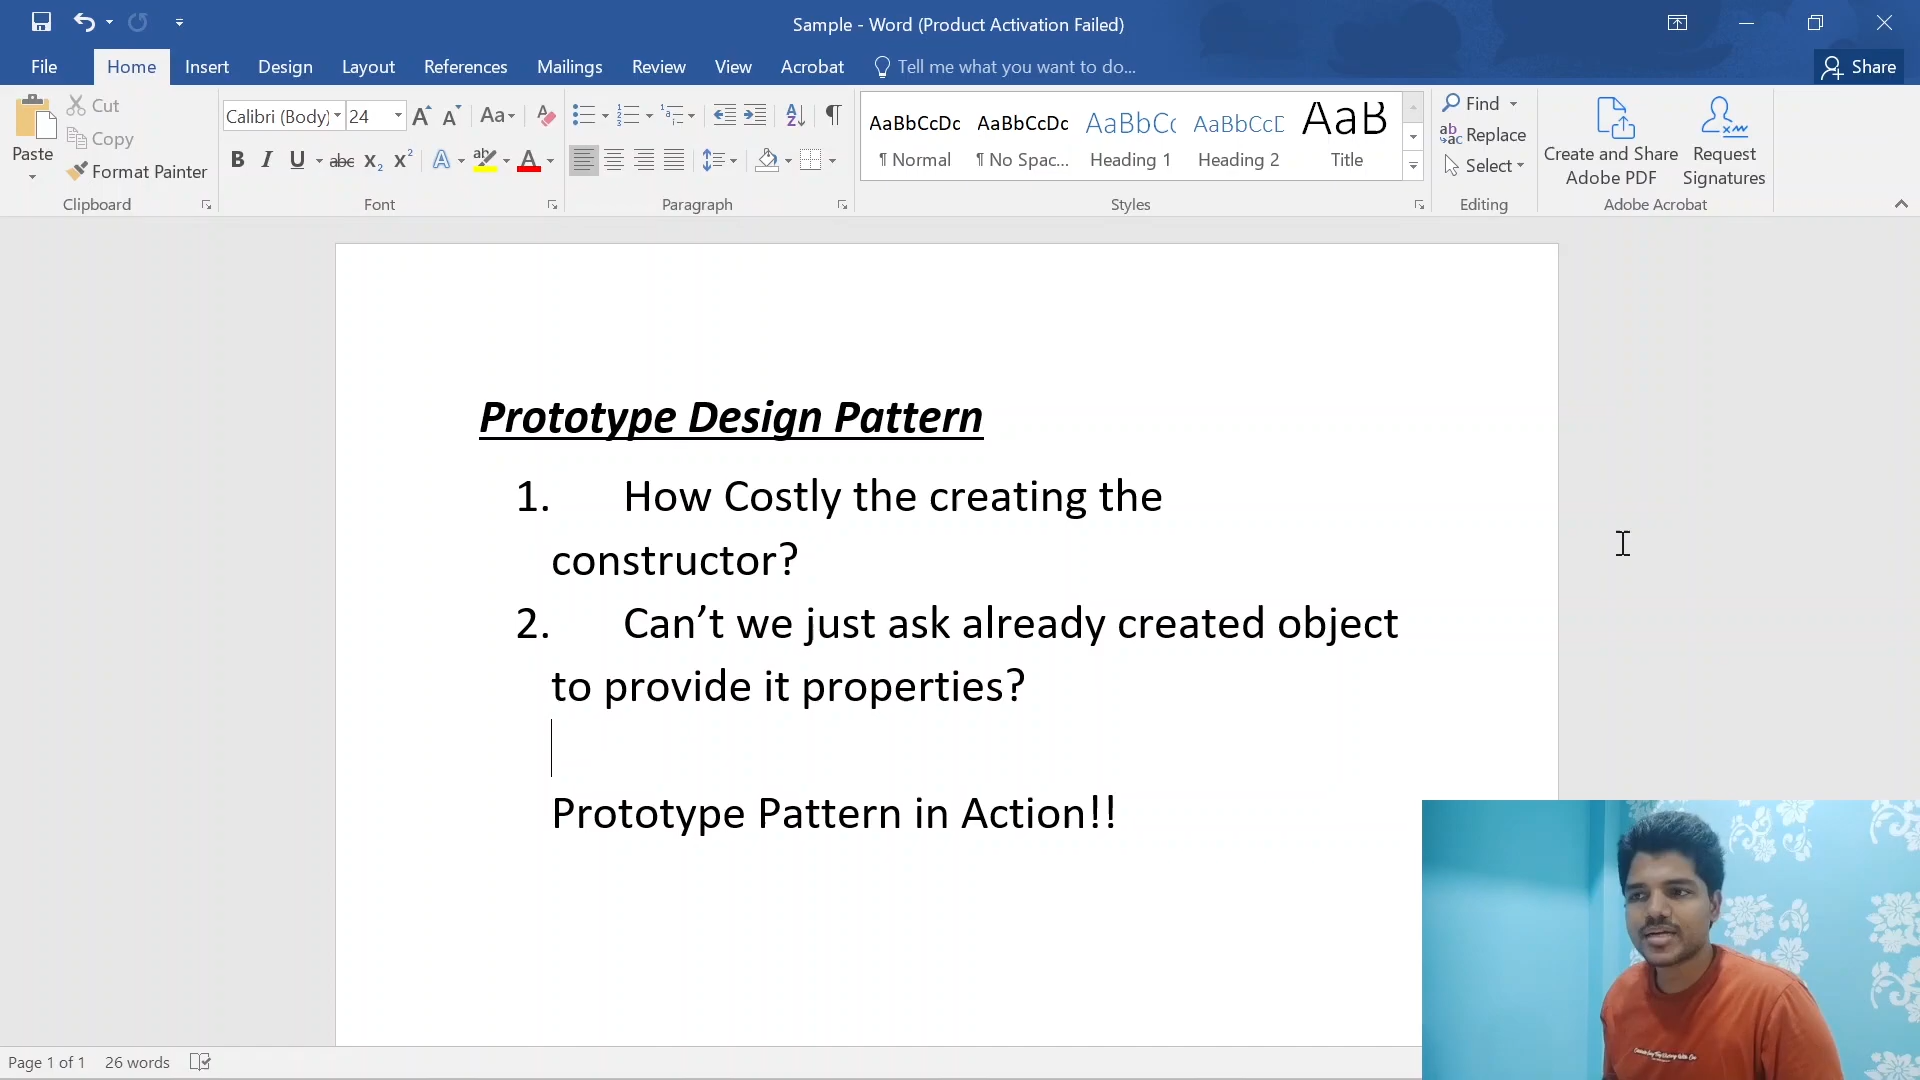 Sample - Word (Product Activation Failed)
File Home Insert Design Layout References Mailings Review View Acrobat Tell me what you want to do... Share
Paste
Cut
Copy
Format Painter
Clipboard
Calibri (Body) 24
Font
Paragraph
AaBbCcDc AaBbCcDc AaBbCc AaBbCcD AaB
¶ Normal ¶ No Spac... Heading 1 Heading 2 Title
Styles
Find
Replace
Select
Editing
Create and Share Adobe PDF
Request Signatures
Adobe Acrobat
Prototype Design Pattern
1. How Costly the creating the
constructor?
2. Can’t we just ask already created object
to provide it properties?
Prototype Pattern in Action!!
Page 1 of 1 26 words